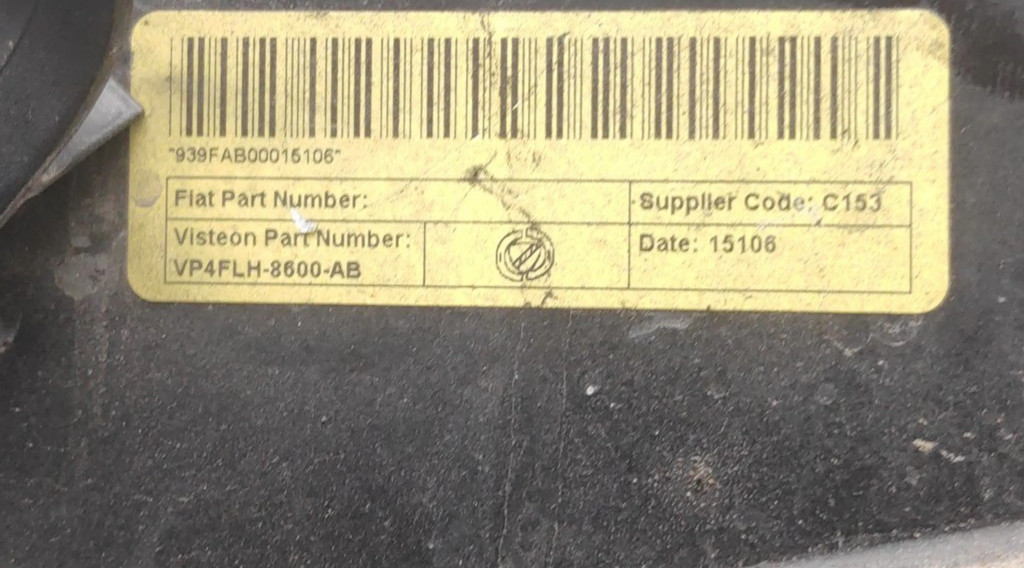 "939FAB00015106"
Fiat Part Number:
Supplier Code: C153
Visteon Part Number:
VP4FLH-8600-AB
Date: 15106